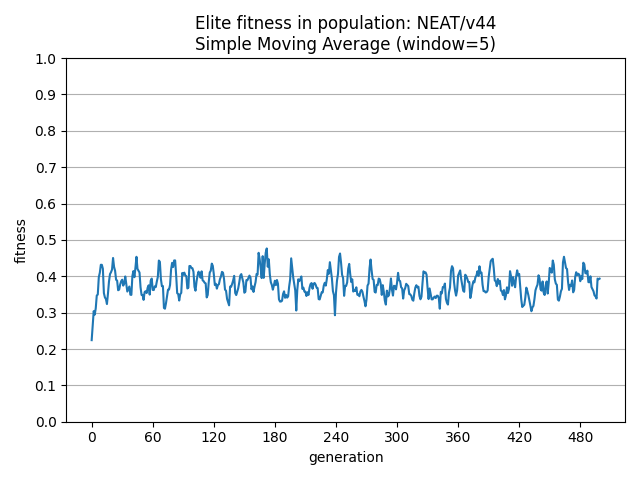 Elite fitness in population: NEAT/v44
Simple Moving Average (window=5)
1.0
0.9
0.8
0.7
0.6
0.5
0.4
0.3
0.2
0.1
0.0
fitness
0 60 120 180 240 300 360 420 480
generation